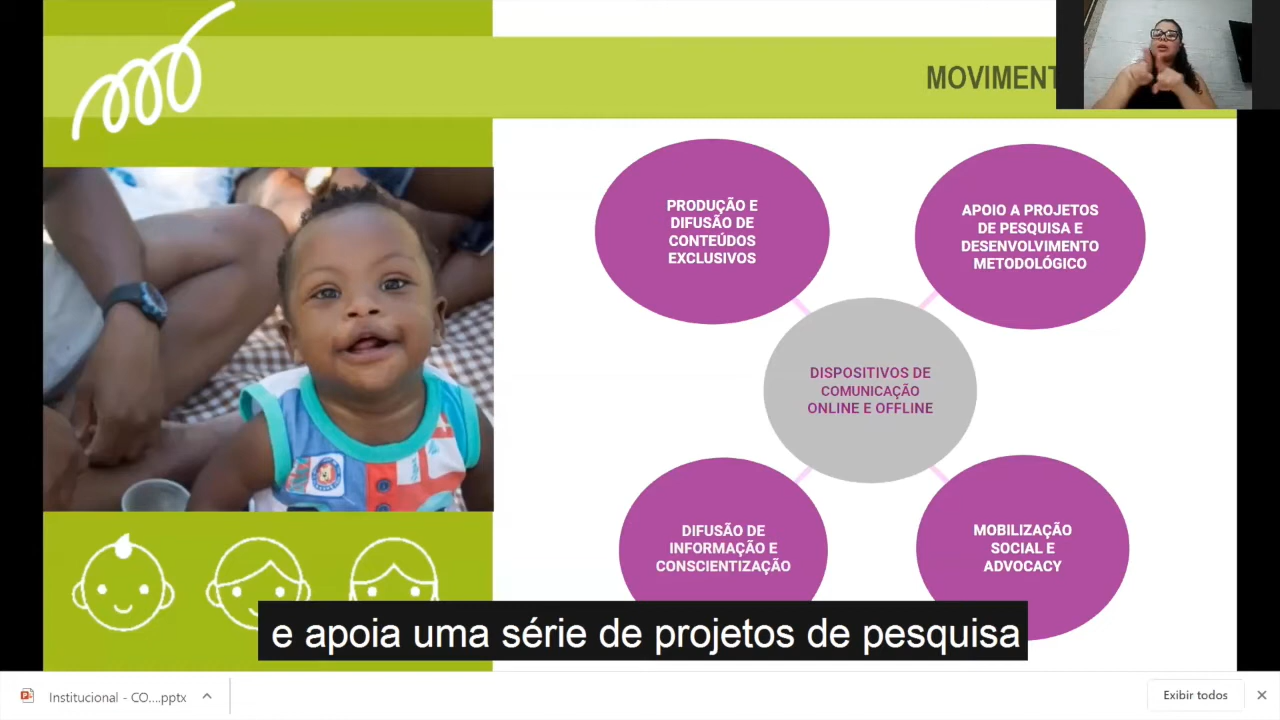 MOVIMENT
PRODUÇÃO E
DIFUSÃO DE
CONTEÚDOS
EXCLUSIVOS
APOIO A PROJETOS
DE PESQUISA E
DESENVOLVIMENTO
METODOLÓGICO
DISPOSITIVOS DE
COMUNICAÇÃO
ONLINE E OFFLINE
DIFUSÃO DE
INFORMAÇÃO E
CONSCIENTIZAÇÃO
MOBILIZAÇÃO
SOCIAL E
ADVOCACY
e apoia uma série de projetos de pesquisa
Institucional - CO....pptx
Exibir todos